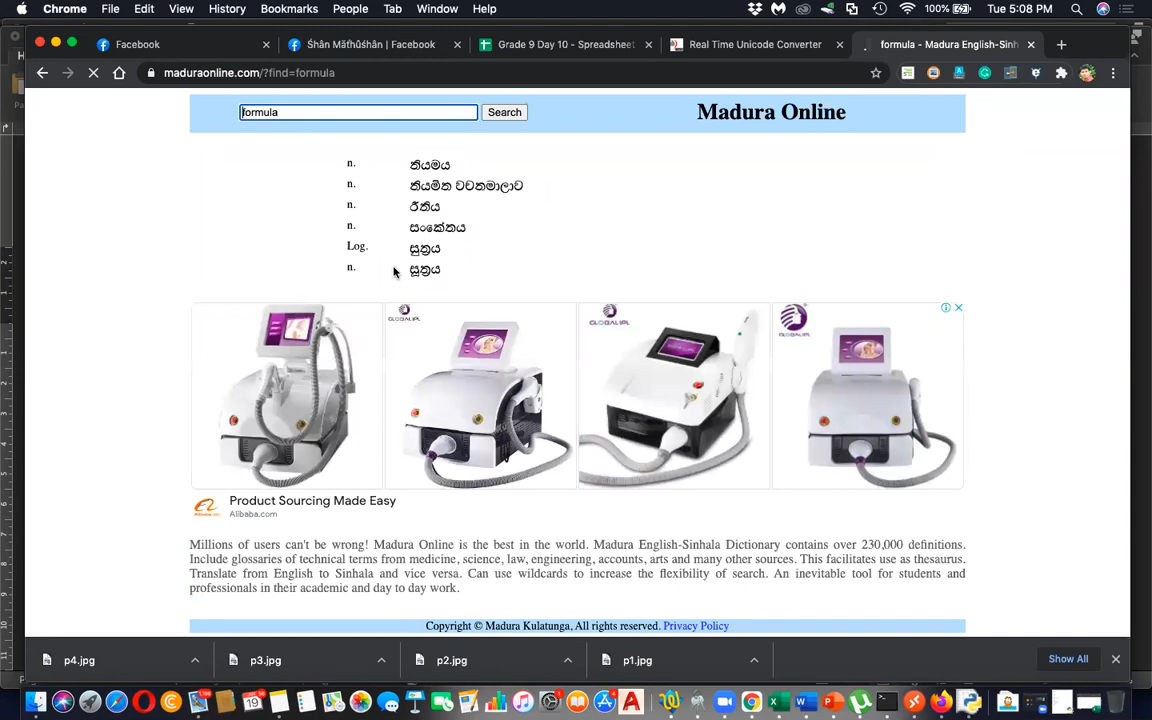 Chrome File Edit View History Bookmarks People Tab Window Help 100% Tue 5:08 PM
Facebook
Śhân Mäťhûśhân | Facebook
Grade 9 Day 10 - Spreadsheet
Real Time Unicode Converter
formula - Madura English-Sinh
maduraonline.com/?find=formula
formula Search Madura Online
n. නියමය
n. නියමිත වචනමාලාව
n. රීතිය
n. සංකේතය
Log. සුත්‍රය
n. සූත්‍රය
GLOBALIPL
GLOBALIPL
GLOBALIPL
Product Sourcing Made Easy
Alibaba.com
Millions of users can't be wrong! Madura Online is the best in the world. Madura English-Sinhala Dictionary contains over 230,000 definitions.
Include glossaries of technical terms from medicine, science, law, engineering, accounts, arts and many other sources. This facilitates use as thesaurus.
Translate from English to Sinhala and vice versa. Can use wildcards to increase the flexibility of search. An inevitable tool for students and
professionals in their academic and day to day work.
Copyright © Madura Kulatunga, All rights reserved. Privacy Policy
p4.jpg p3.jpg p2.jpg p1.jpg Show All